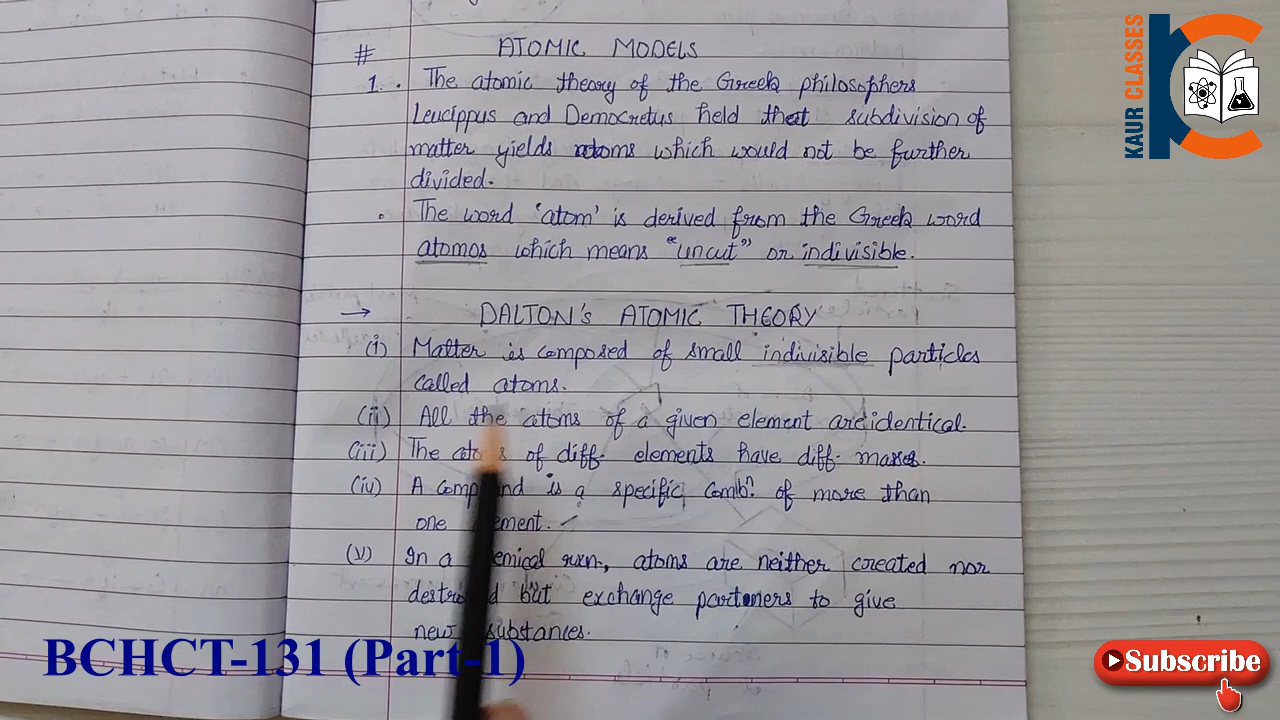 # ATOMIC MODELS
1. • The atomic theory of the Greek philosophers
Leucippus and Democretus held that subdivision of
matter yields atoms which would not be further
divided.
• The word 'atom' is derived from the Greek word
atomos which means "uncut" or indivisible.
→ DALTON's ATOMIC THEORY
(i) Matter is composed of small indivisible particles
called atoms.
(ii) All the atoms of a given element are identical.
(iii) The atoms of diff. elements have diff. masses.
(iv) A compound is a specific combn. of more than
one element.
(v) In a chemical rxn., atoms are neither created nor
destroyed but exchange partners to give
new substances.
BCHCT-131 (Part-1)
KAUR CLASSES
Subscribe